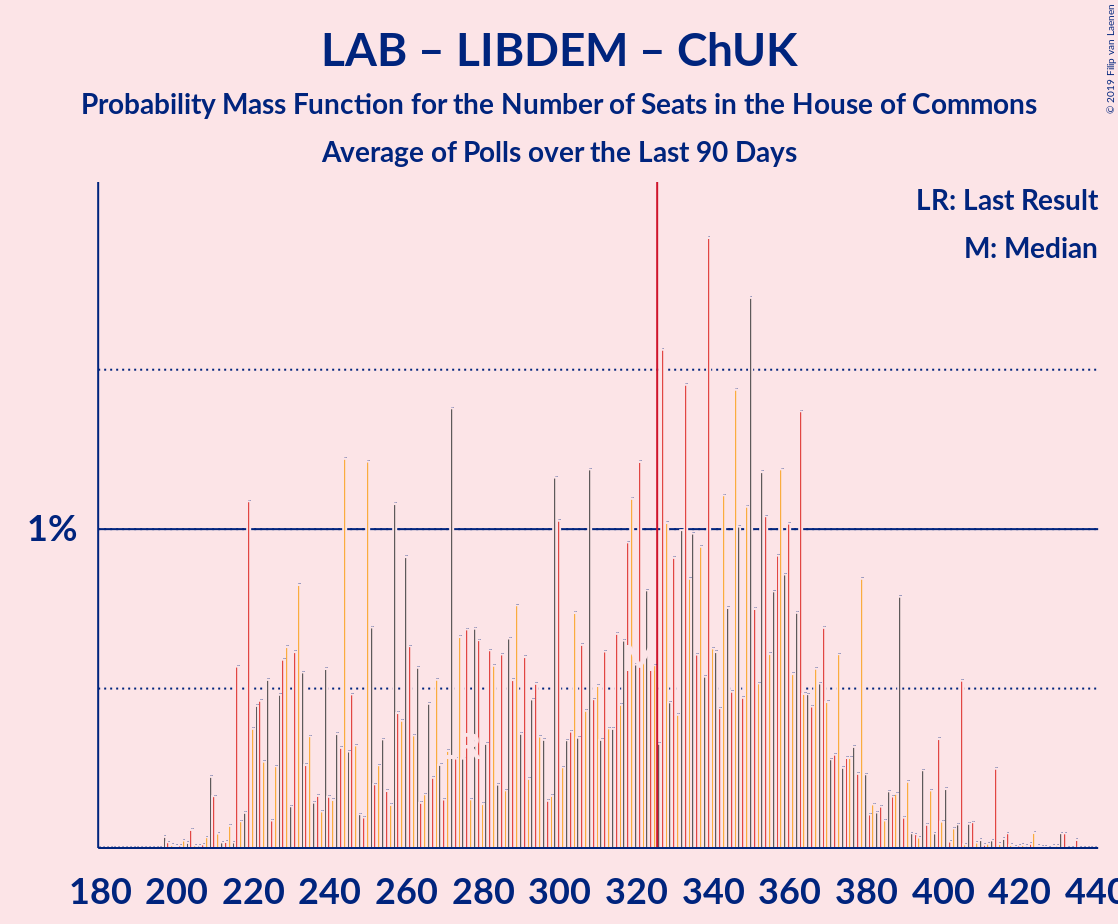 LAB – LIBDEM – ChUK
Probability Mass Function for the Number of Seats in the House of Commons
Average of Polls over the Last 90 Days
© 2019 Filip van Laenen
LR: Last Result
M: Median
1%
LR
M
180 200 220 240 260 280 300 320 340 360 380 400 420 440